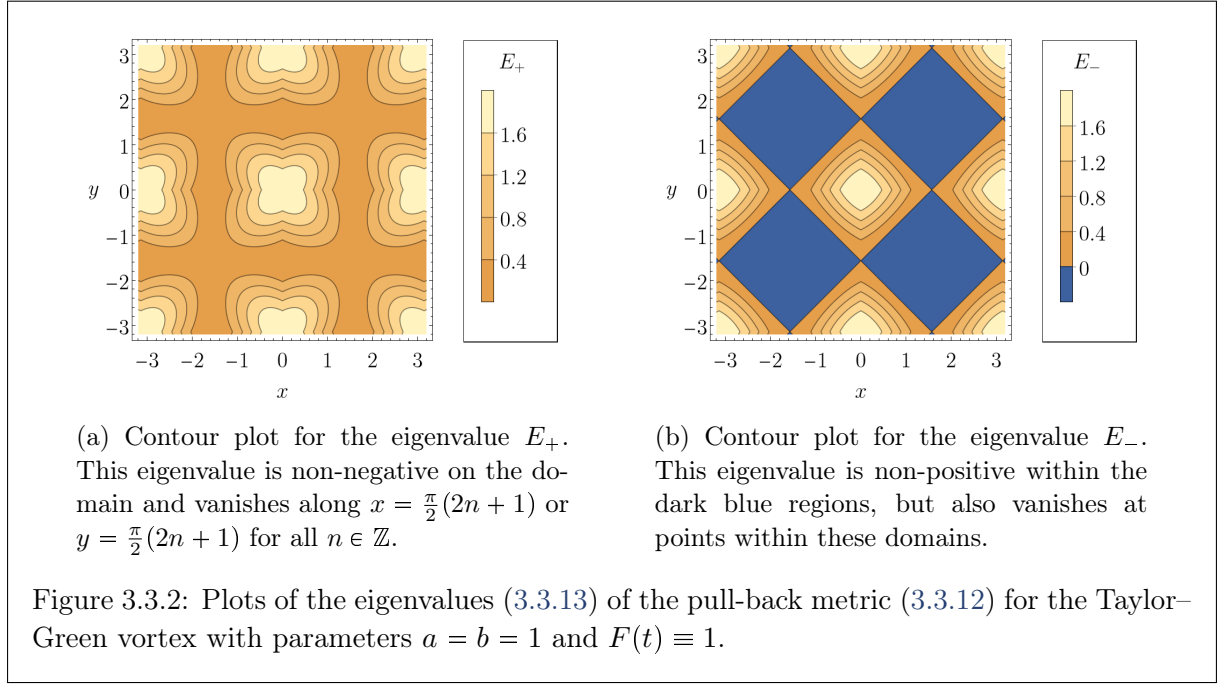 3
2
1
0
−1
−2
−3
y
−3 −2 −1 0 1 2 3
x
E₊
1.6
1.2
0.8
0.4
3
2
1
0
−1
−2
−3
y
−3 −2 −1 0 1 2 3
x
E₋
1.6
1.2
0.8
0.4
0
(a) Contour plot for the eigenvalue E₊.
This eigenvalue is non-negative on the do-
main and vanishes along x = π/2 (2n + 1) or
y = π/2 (2n + 1) for all n ∈ ℤ.
(b) Contour plot for the eigenvalue E₋.
This eigenvalue is non-positive within the
dark blue regions, but also vanishes at
points within these domains.
Figure 3.3.2: Plots of the eigenvalues (3.3.13) of the pull-back metric (3.3.12) for the Taylor–
Green vortex with parameters a = b = 1 and F(t) ≡ 1.